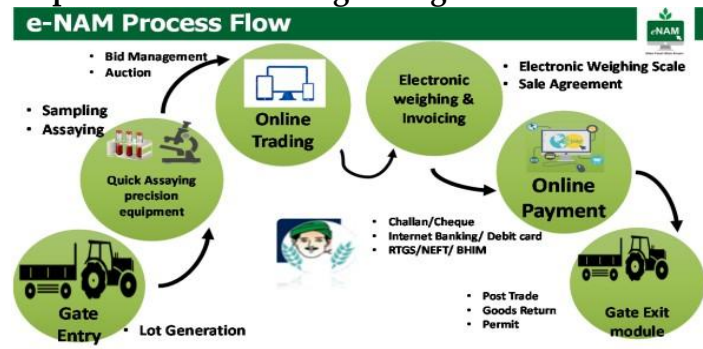 e-NAM Process Flow
eNAM
• Bid Management
• Auction
• Sampling
• Assaying
Quick Assaying
precision
equipment
Online
Trading
Electronic
weighing &
Invoicing
• Electronic Weighing Scale
• Sale Agreement
Online
Payment
• Challan/Cheque
• Internet Banking/ Debit card
• RTGS/NEFT/ BHIM
Gate
Entry
• Lot Generation
• Post Trade
• Goods Return
• Permit
Gate Exit
module